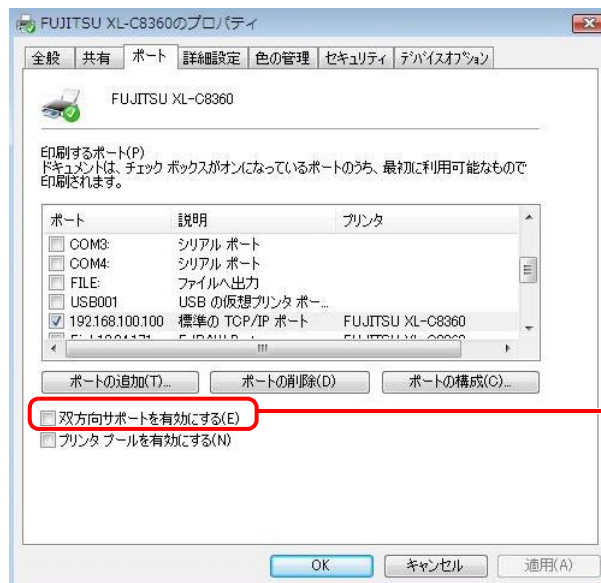 FUJITSU XL-C8360のプロパティ
全般 共有 ポート 詳細設定 色の管理 セキュリティ デバイスオプション
FUJITSU XL-C8360
印刷するポート(P)
ドキュメントは、チェック ボックスがオンになっているポートのうち、最初に利用可能なもので
印刷されます。
ポート 説明 プリンタ
COM3: シリアル ポート
COM4: シリアル ポート
FILE: ファイルへ出力
USB001 USB の仮想プリンタ ポー...
192.168.100.100 標準の TCP/IP ポート FUJITSU XL-C8360
ポートの追加(T)... ポートの削除(D) ポートの構成(C)...
双方向サポートを有効にする(E)
プリンタ プールを有効にする(N)
OK キャンセル 適用(A)